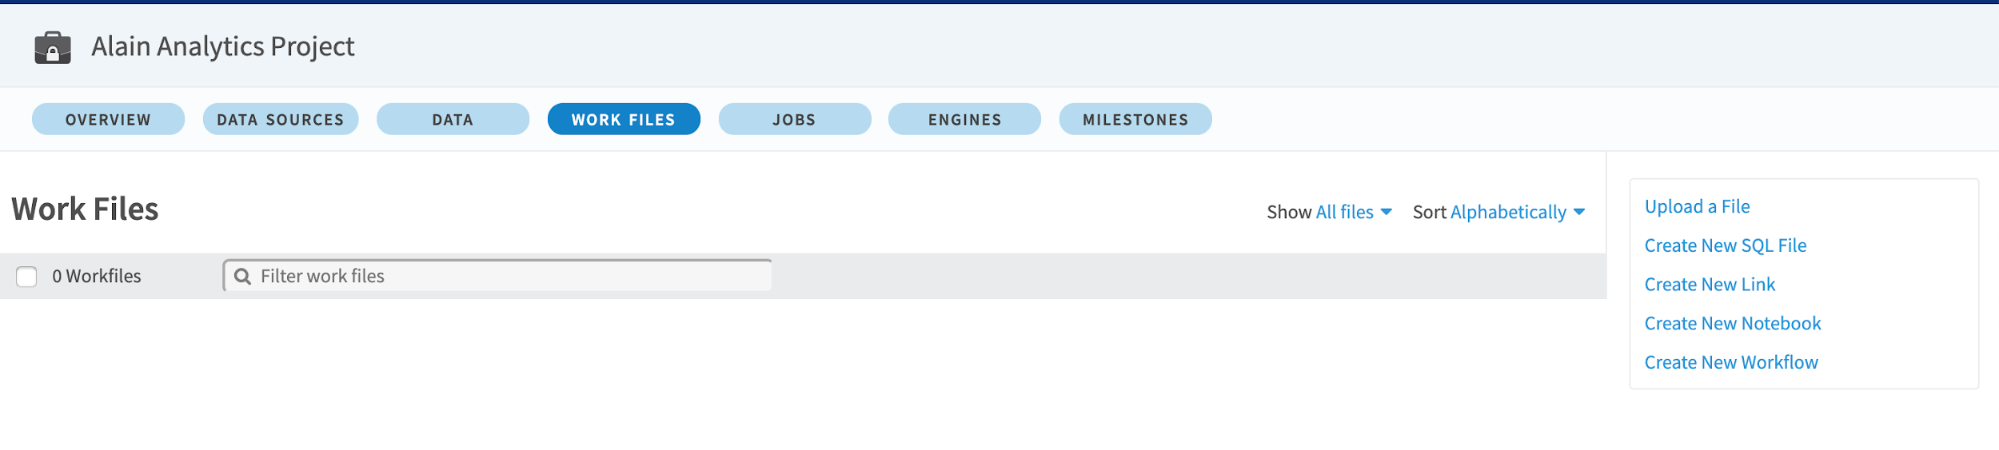 Alain Analytics Project
OVERVIEW DATA SOURCES DATA WORK FILES JOBS ENGINES MILESTONES
Work Files
Show All files Sort Alphabetically
0 Workfiles Filter work files
Upload a File
Create New SQL File
Create New Link
Create New Notebook
Create New Workflow